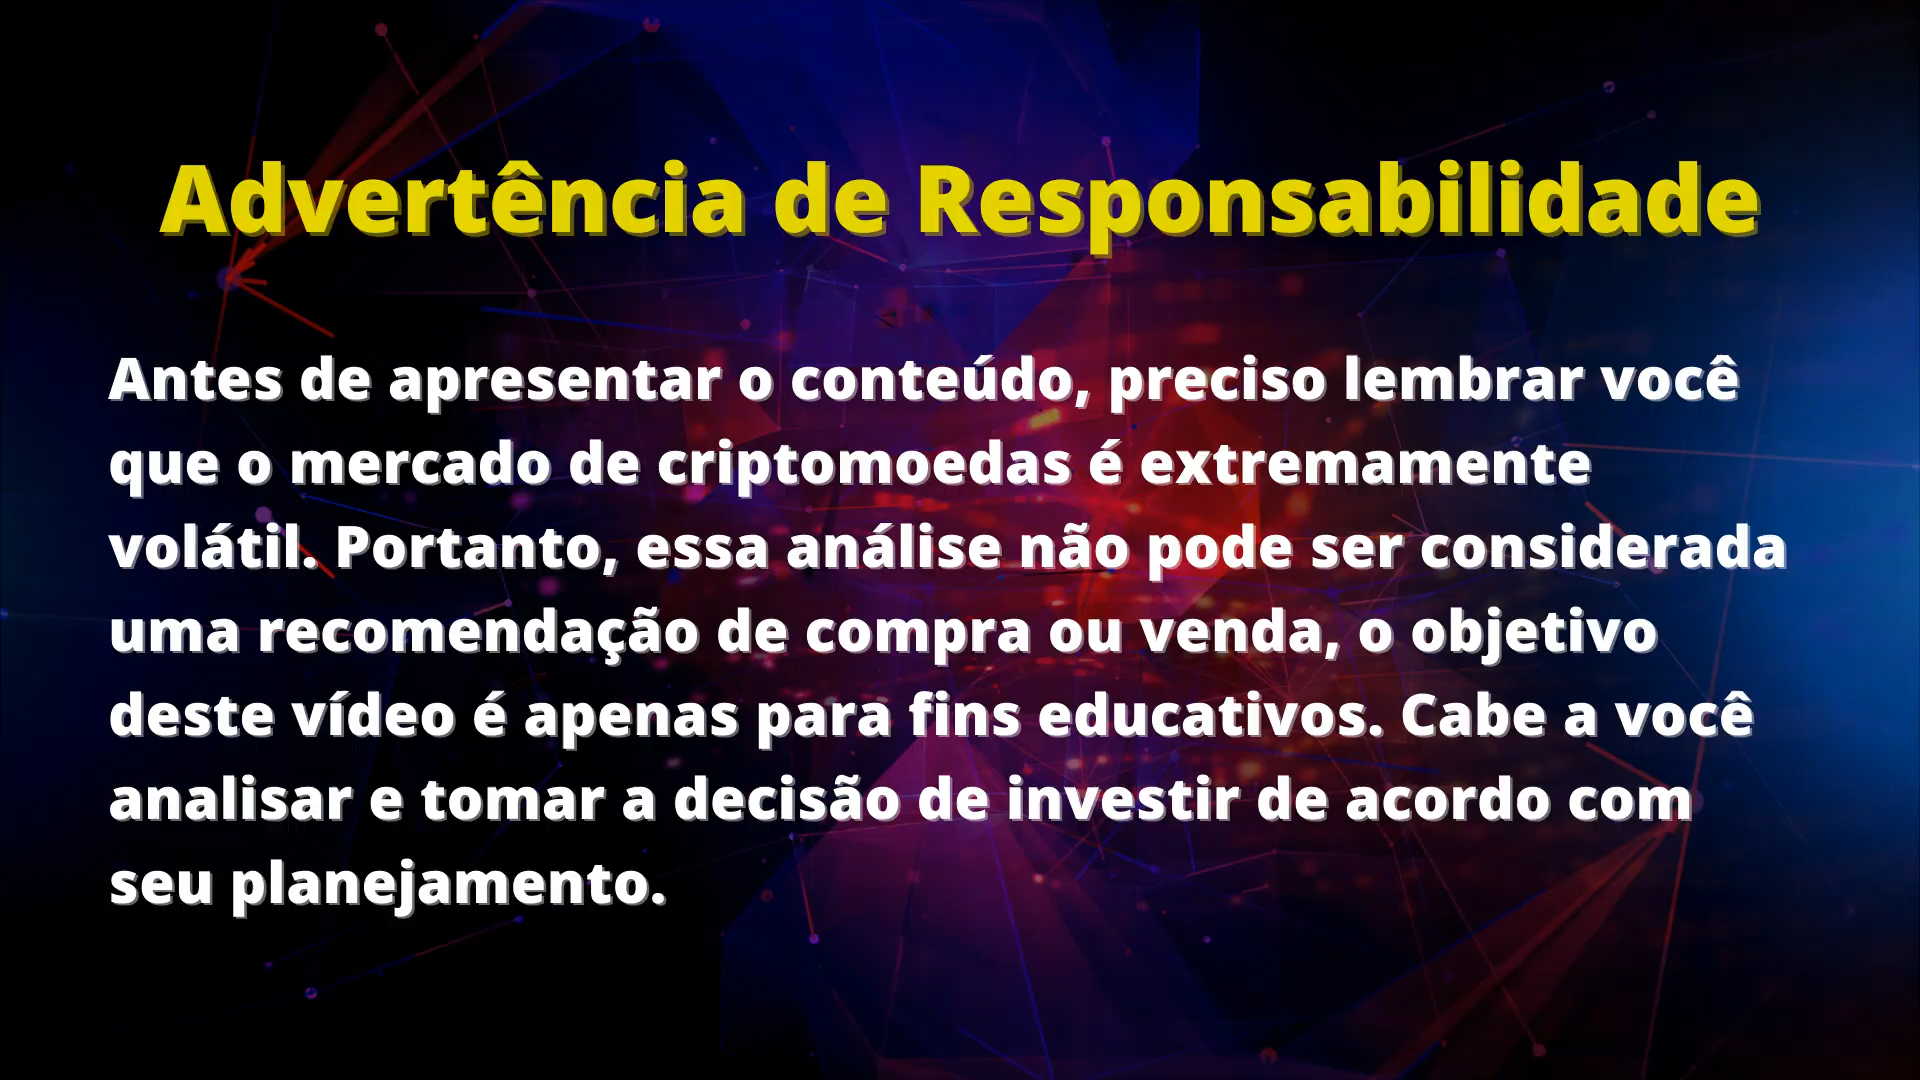 Advertência de Responsabilidade
Antes de apresentar o conteúdo, preciso lembrar você
que o mercado de criptomoedas é extremamente
volátil. Portanto, essa análise não pode ser considerada
uma recomendação de compra ou venda, o objetivo
deste vídeo é apenas para fins educativos. Cabe a você
analisar e tomar a decisão de investir de acordo com
seu planejamento.